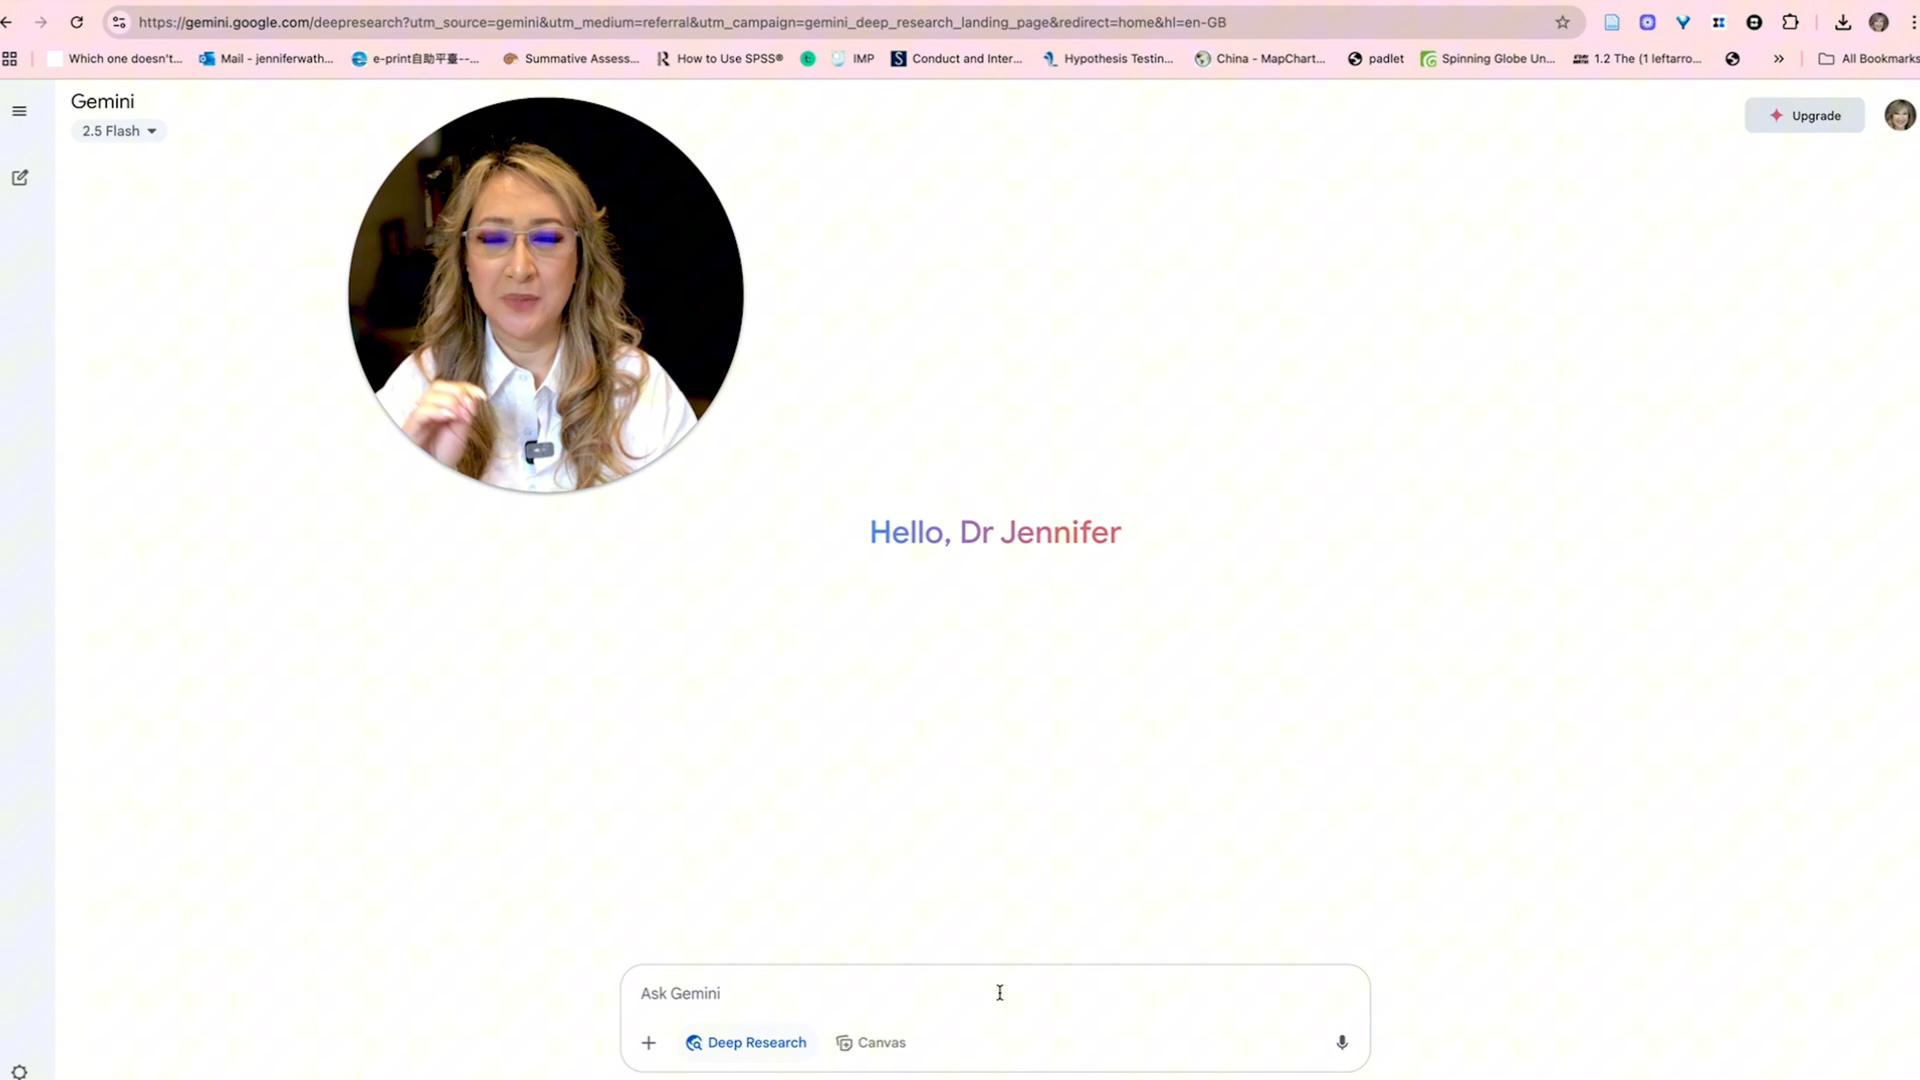 https://gemini.google.com/deepresearch?utm_source=gemini&utm_medium=referral&utm_campaign=gemini_deep_research_landing_page&redirect=home&hl=en-GB
Which one doesn't...
Mail - jenniferwath...
e-print自助平臺--...
Summative Assess...
How to Use SPSS®
IMP
Conduct and Inter...
Hypothesis Testin...
China - MapChart...
padlet
Spinning Globe Un...
1.2 The (1 leftarro...
All Bookmarks
Gemini
2.5 Flash
Upgrade
Hello, Dr Jennifer
Ask Gemini
Deep Research
Canvas